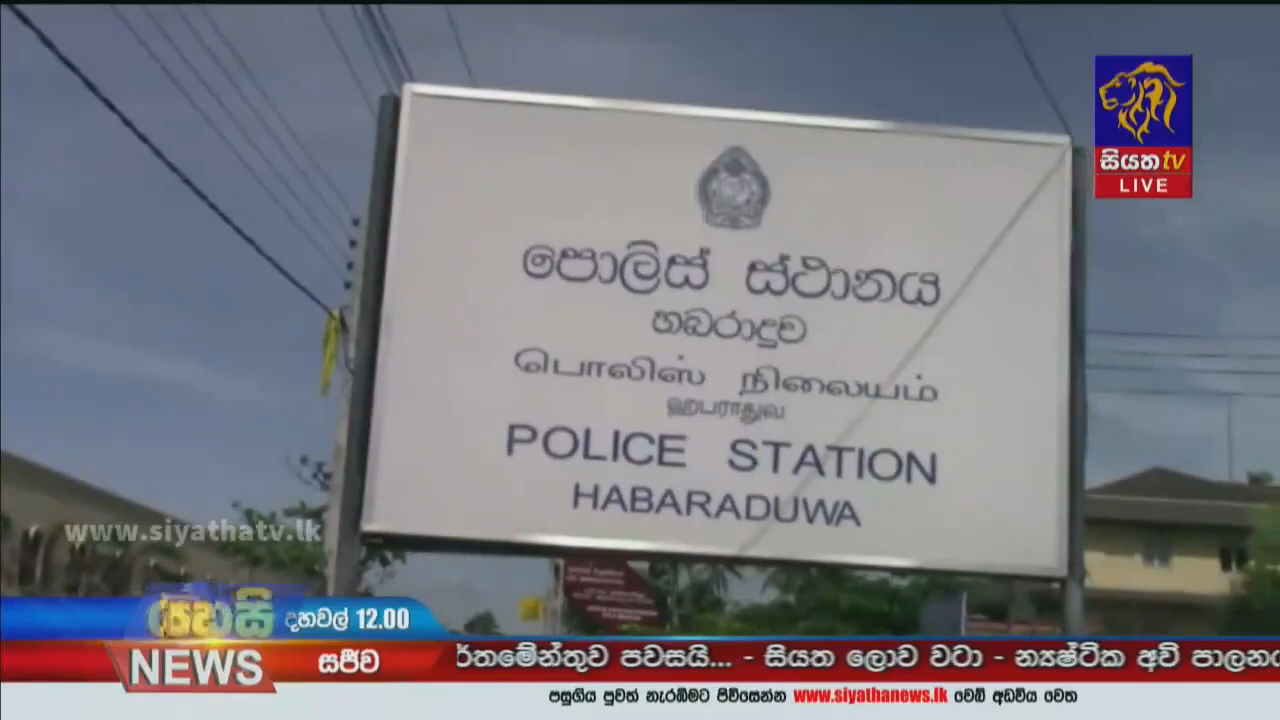 සියත tv
LIVE
පොලිස් ස්ථානය
හබරාදුව
பொலிஸ் நிலையம்
ஹபராதுவ
POLICE STATION
HABARADUWA
www.siyathatv.lk
දහවල් 12.00
NEWS
සජීව
ර්තමේන්තුව පවසයි... - සියත ලොව වටා - න්‍යෂ්ටික අවි පාලන
පසුගිය පුවත් නැරඹීමට පිවිසෙන්න www.siyathanews.lk වෙබ් අඩවිය වෙත